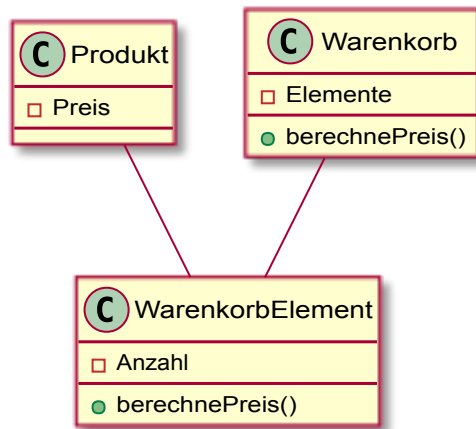 C Produkt
Preis
C Warenkorb
Elemente
berechnePreis()
C WarenkorbElement
Anzahl
berechnePreis()